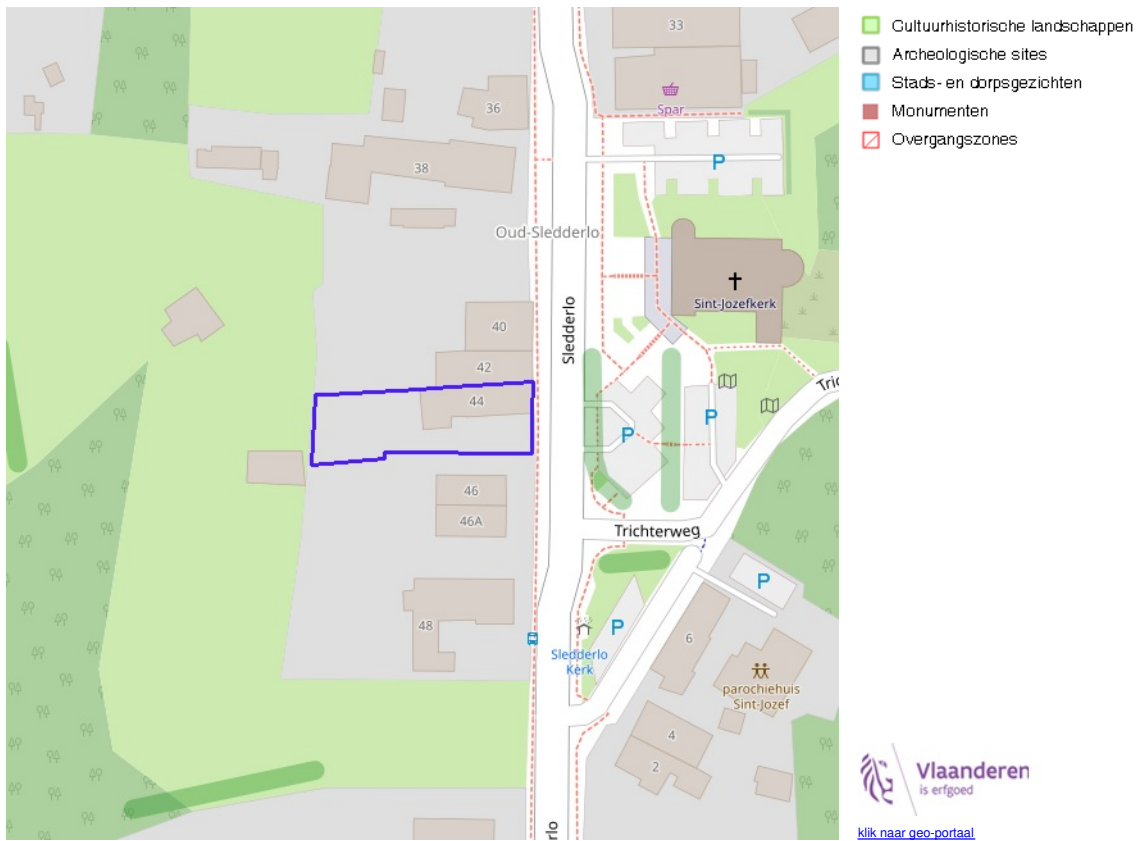 33
Spar
36
P
38
Oud-Sledderlo
Sint-Jozefkerk
40
Sledderlo
42
44
P
P
46
46A
Trichterweg
P
48
P
6
Sledderlo
Kerk
parochiehuis
Sint-Jozef
4
2
Cultuurhistorische landschappen
Archeologische sites
Stads- en dorpsgezichten
Monumenten
Overgangszones
Vlaanderen
is erfgoed
klik naar geo-portaal